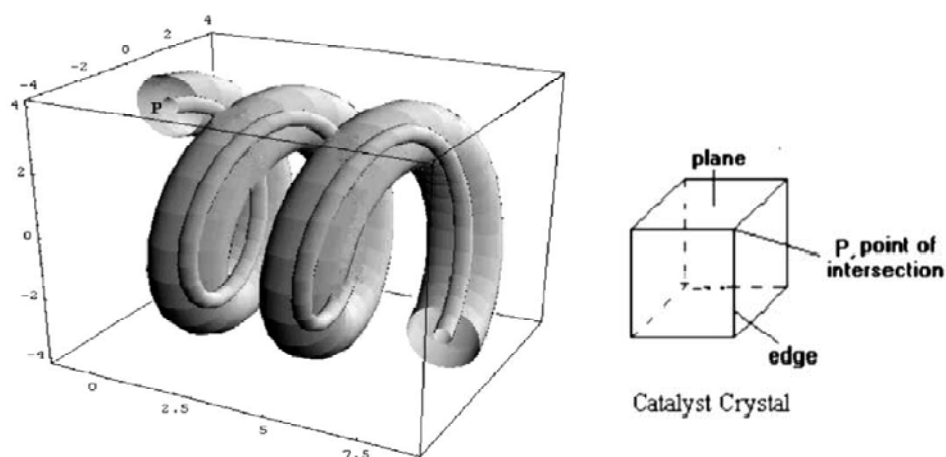 4
2
0
-2
-4
4
P
2
0
-2
-4
0
2.5
5
7.5
plane
P, point of
intersection
edge
Catalyst Crystal